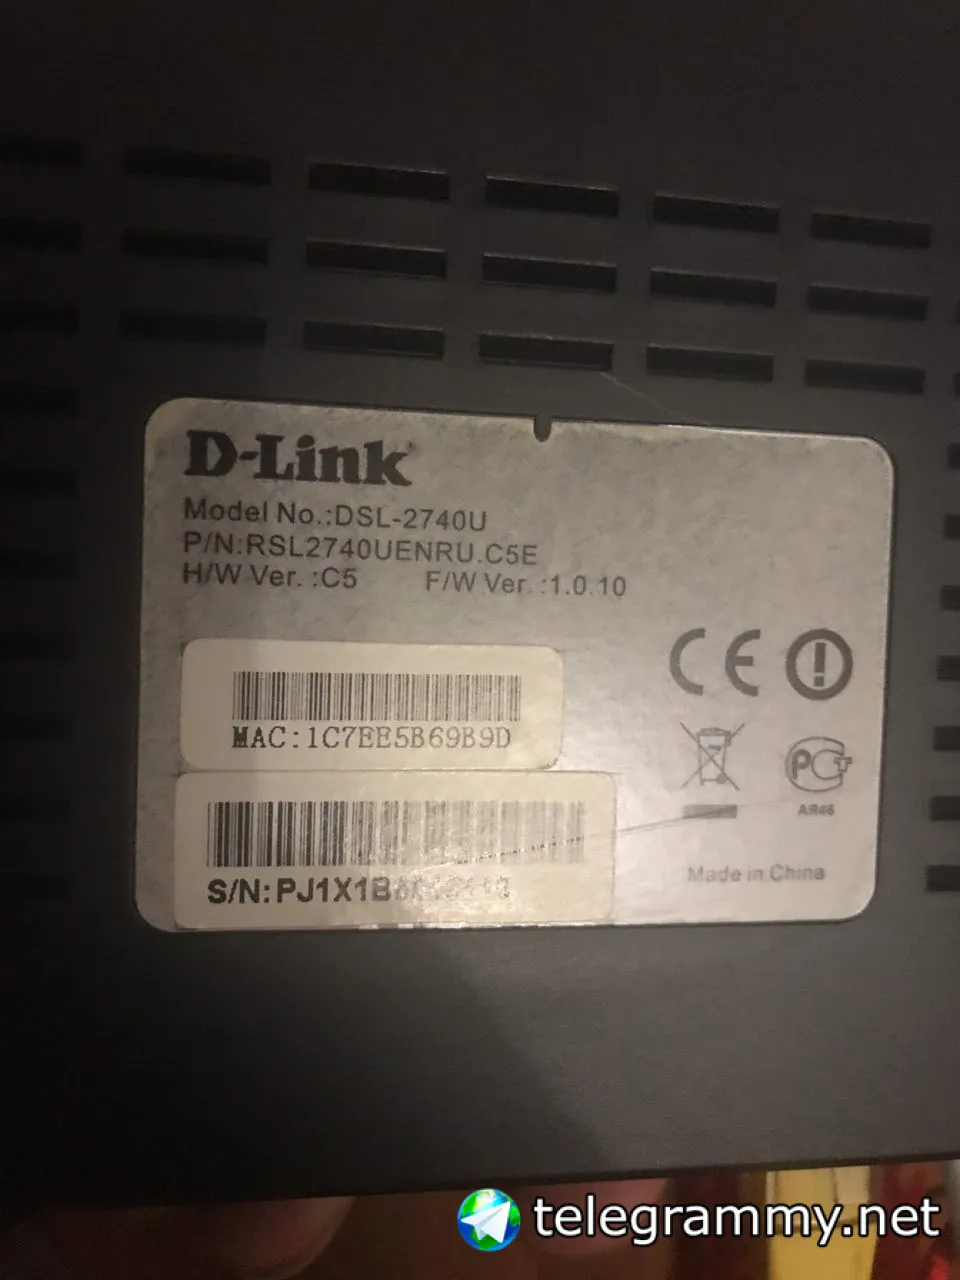 D-Link
Model No.:DSL-2740U
P/N:RSL2740UENRU.C5E
H/W Ver. :C5 F/W Ver. :1.0.10
CE
MAC:1C7EE5B69B9D
AR46
Made in China
S/N:
telegrammy.net